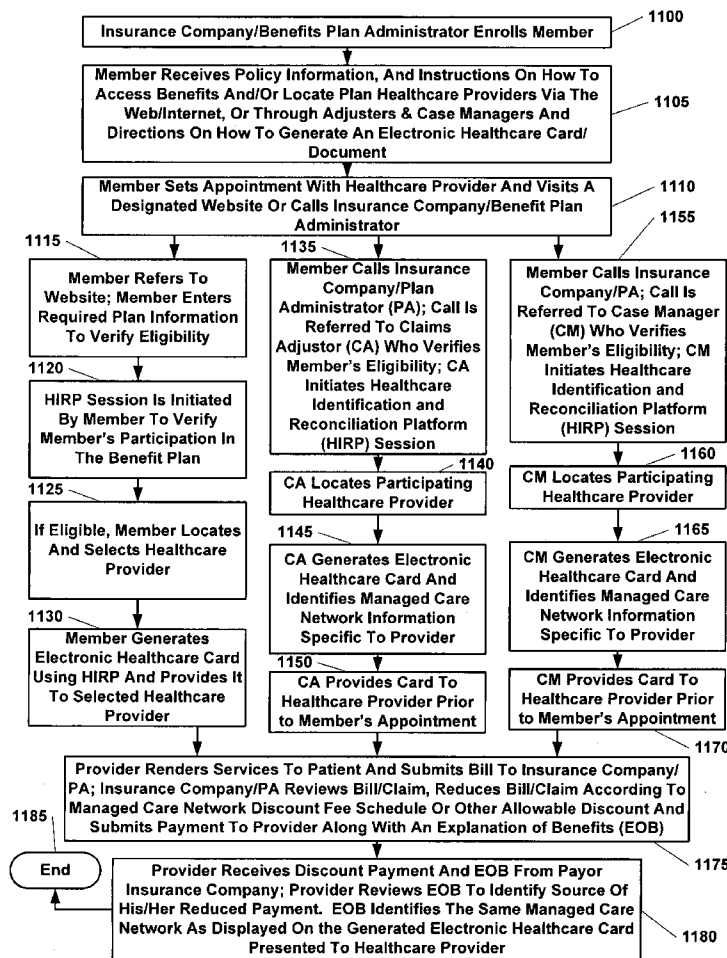 1100
Insurance Company/Benefits Plan Administrator Enrolls Member
Member Receives Policy Information, And Instructions On How To
Access Benefits And/Or Locate Plan Healthcare Providers Via The
Web/Internet, Or Through Adjusters & Case Managers And
Directions On How To Generate An Electronic Healthcare Card/
Document
1105
Member Sets Appointment With Healthcare Provider And Visits A
Designated Website Or Calls Insurance Company/Benefit Plan
Administrator
1110
1115
Member Refers To
Website; Member Enters
Required Plan Information
To Verify Eligibility
1120
HIRP Session Is Initiated
By Member To Verify
Member's Participation In
The Benefit Plan
1125
If Eligible, Member Locates
And Selects Healthcare
Provider
1130
Member Generates
Electronic Healthcare Card
Using HIRP And Provides It
To Selected Healthcare
Provider
1135
Member Calls Insurance
Company/Plan
Administrator (PA); Call Is
Referred To Claims
Adjustor (CA) Who Verifies
Member's Eligibility; CA
Initiates Healthcare
Identification and
Reconciliation Platform
(HIRP) Session
1140
CA Locates Participating
Healthcare Provider
1145
CA Generates Electronic
Healthcare Card And
Identifies Managed Care
Network Information
Specific To Provider
1150
CA Provides Card To
Healthcare Provider Prior
to Member's Appointment
1155
Member Calls Insurance
Company/PA; Call Is
Referred To Case Manager
(CM) Who Verifies
Member's Eligibility; CM
Initiates Healthcare
Identification and
Reconciliation Platform
(HIRP) Session
1160
CM Locates Participating
Healthcare Provider
1165
CM Generates Electronic
Healthcare Card And
Identifies Managed Care
Network Information
Specific To Provider
CM Provides Card To
Healthcare Provider Prior
to Member's Appointment
1170
Provider Renders Services To Patient And Submits Bill To Insurance Company/
PA; Insurance Company/PA Reviews Bill/Claim, Reduces Bill/Claim According To
Managed Care Network Discount Fee Schedule Or Other Allowable Discount And
Submits Payment To Provider Along With An Explanation of Benefits (EOB)
1175
1185
End
Provider Receives Discount Payment And EOB From Payor
Insurance Company; Provider Reviews EOB To Identify Source Of
His/Her Reduced Payment. EOB Identifies The Same Managed Care
Network As Displayed On the Generated Electronic Healthcare Card
Presented To Healthcare Provider
1180